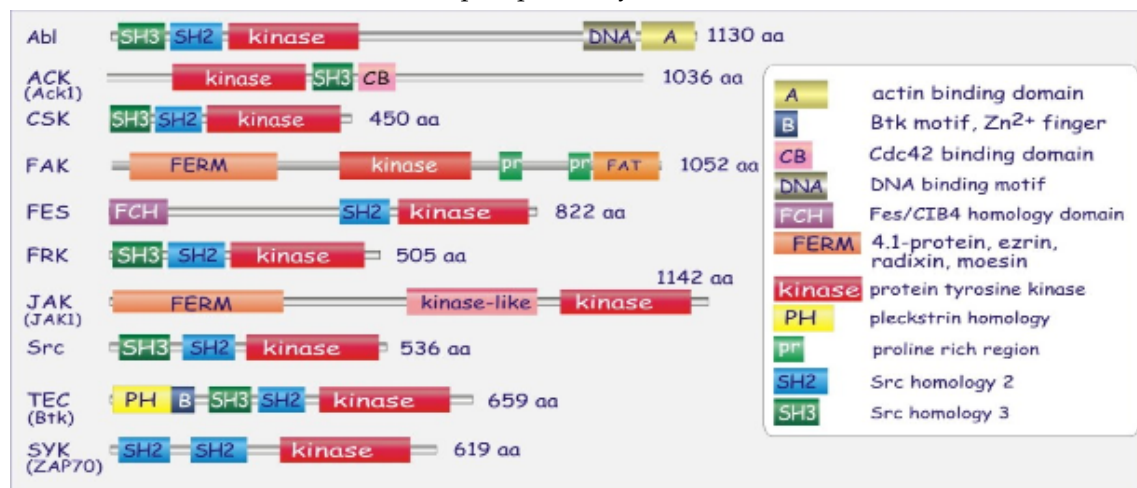 Abl SH3 SH2 kinase DNA A 1130 aa
ACK kinase SH3 CB 1036 aa
(Ack1)
CSK SH3 SH2 kinase 450 aa
FAK FERM kinase pr pr FAT 1052 aa
FES FCH SH2 kinase 822 aa
FRK SH3 SH2 kinase 505 aa
1142 aa
JAK FERM kinase-like kinase
(JAK1)
Src SH3 SH2 kinase 536 aa
TEC PH B SH3 SH2 kinase 659 aa
(Btk)
SYK SH2 SH2 kinase 619 aa
(ZAP70)
A actin binding domain
B Btk motif, Zn2+ finger
CB Cdc42 binding domain
DNA DNA binding motif
FCH Fes/CIB4 homology domain
FERM 4.1-protein, ezrin,
radixin, moesin
kinase protein tyrosine kinase
PH pleckstrin homology
pr proline rich region
SH2 Src homology 2
SH3 Src homology 3